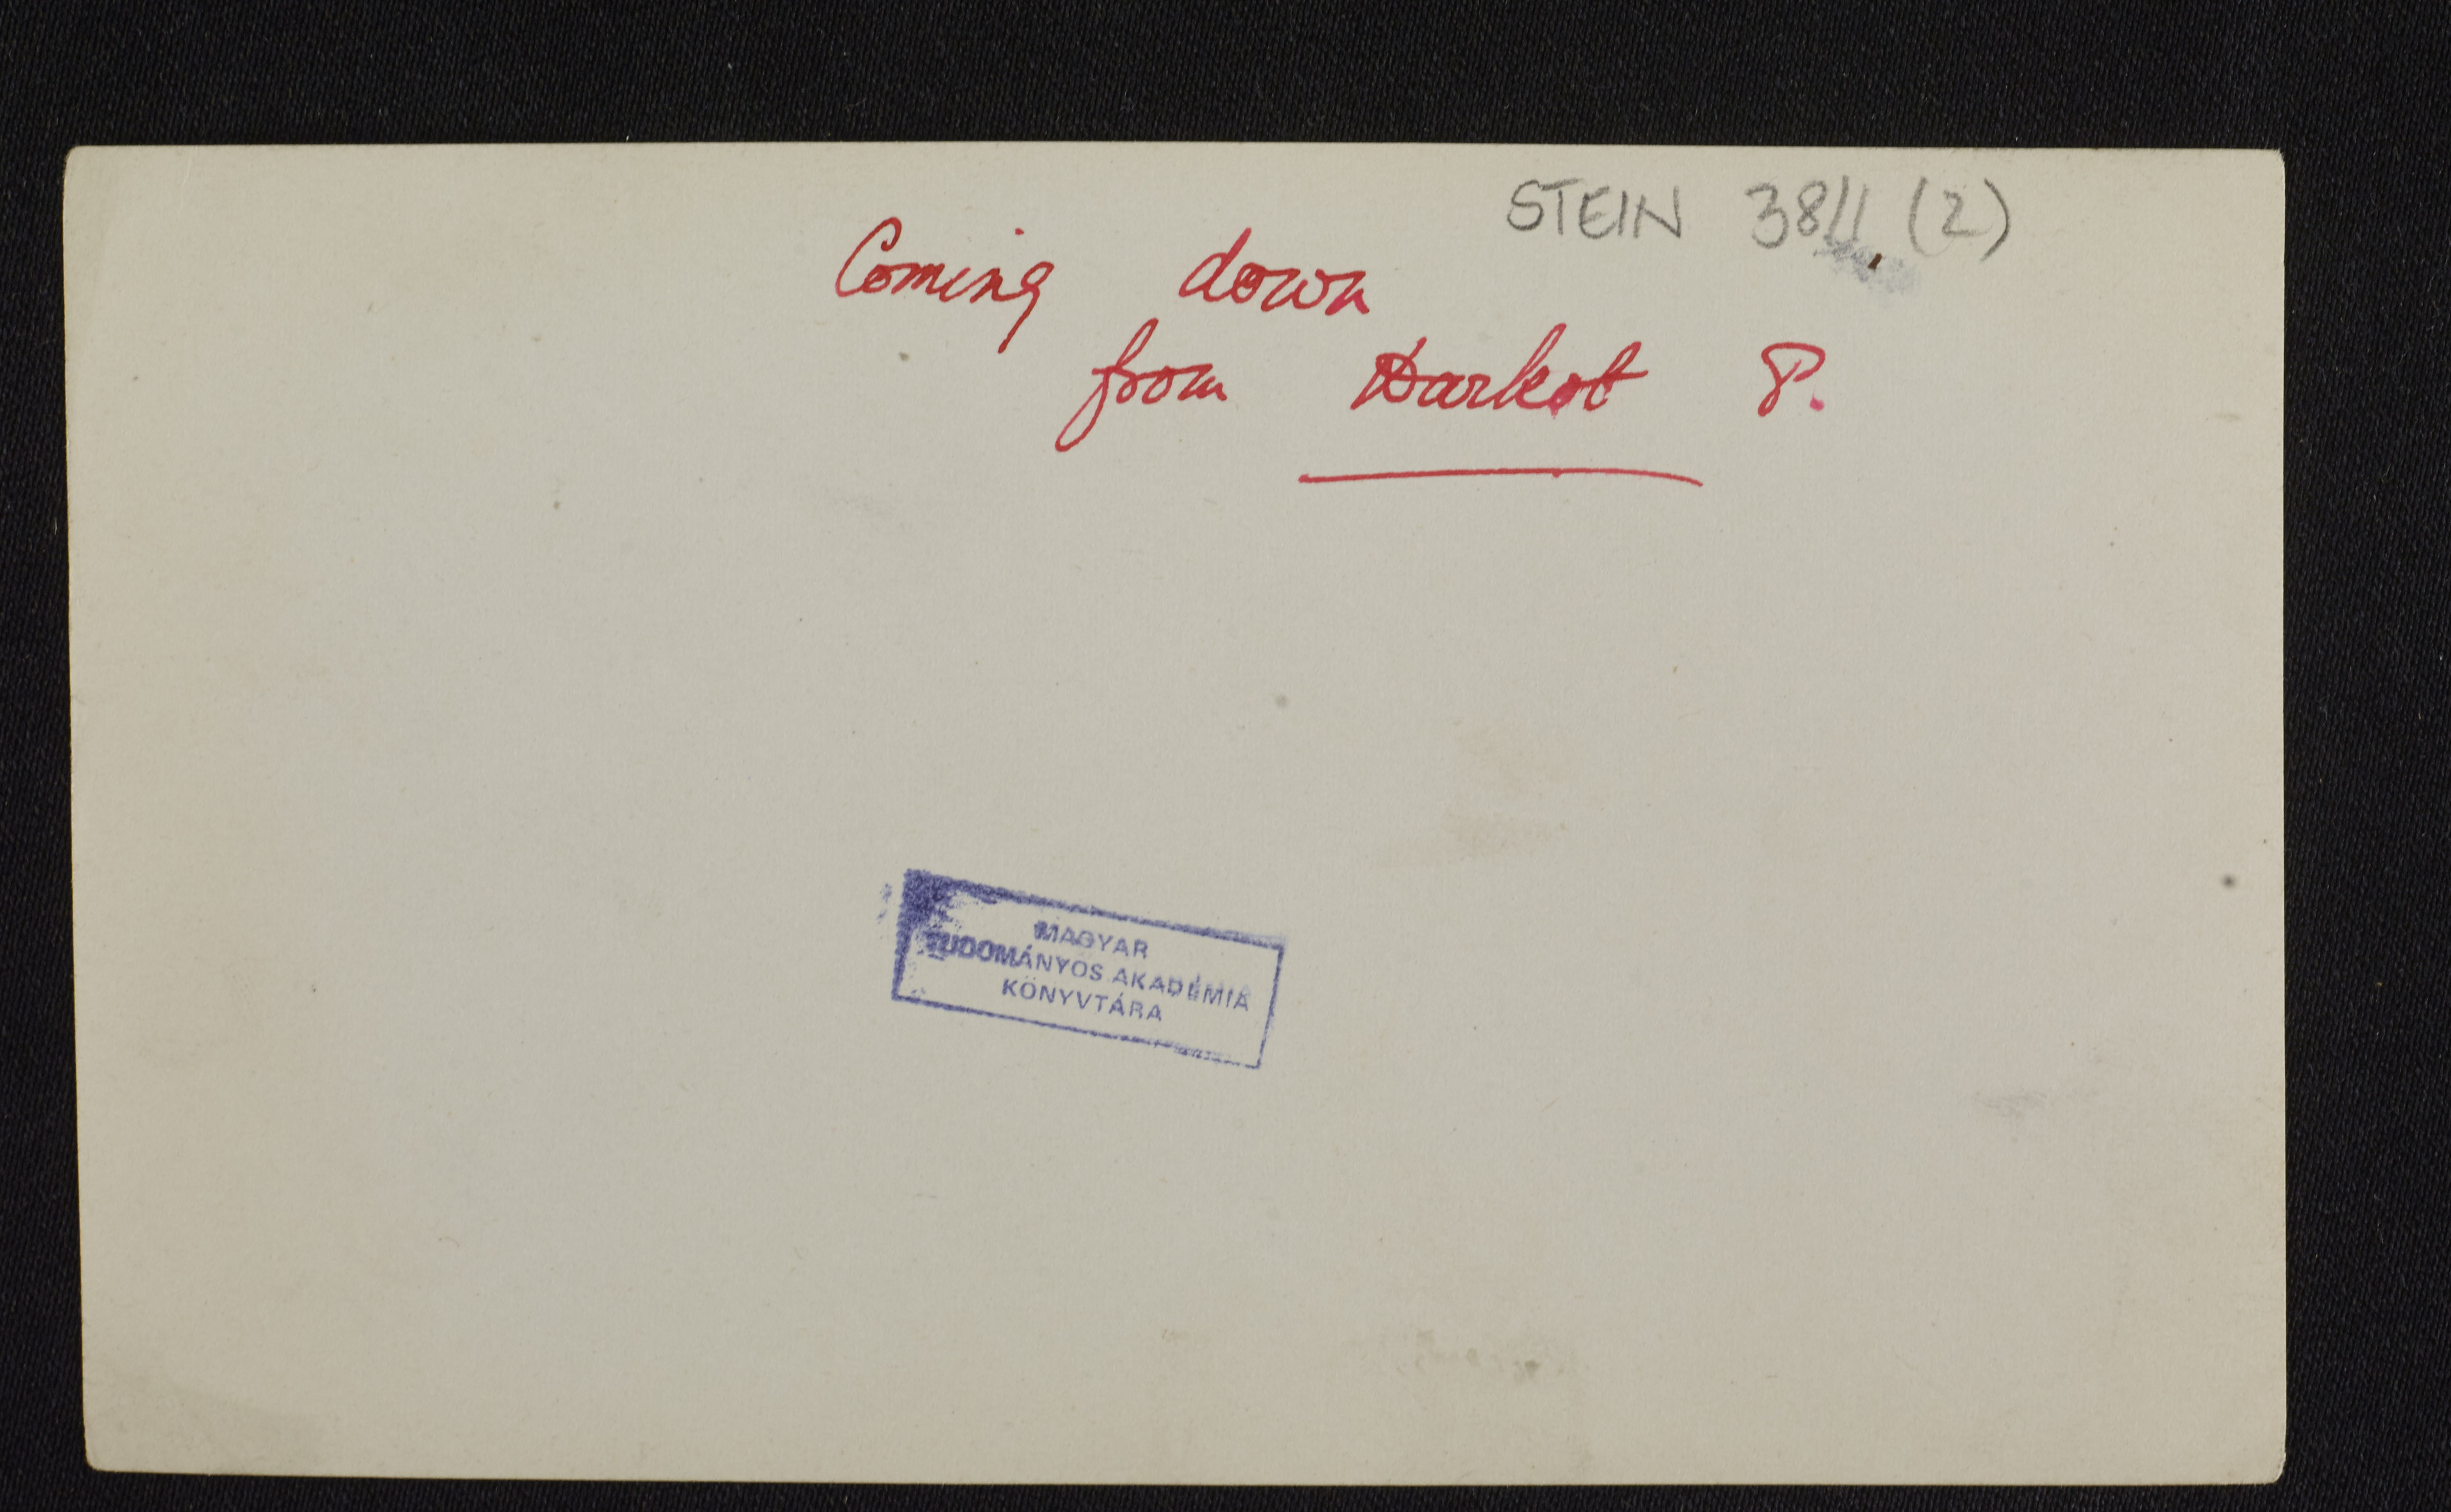 STEIN 38/1 (2)
Coming down
from Darkot P.
MAGYAR
TUDOMÁNYOS AKADÉMIA
KÖNYVTÁRA